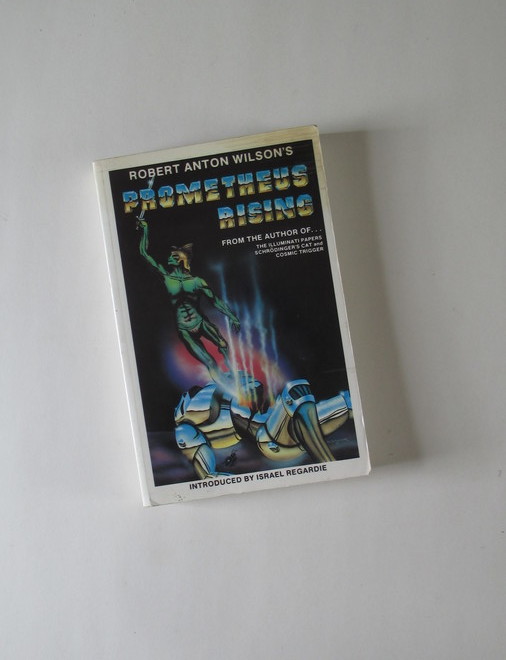 ROBERT ANTON WILSON'S
PROMETHEUS
RISING
FROM THE AUTHOR OF...
THE ILLUMINATI PAPERS
SCHRÖDINGER'S CAT and
COSMIC TRIGGER
INTRODUCED BY ISRAEL REGARDIE